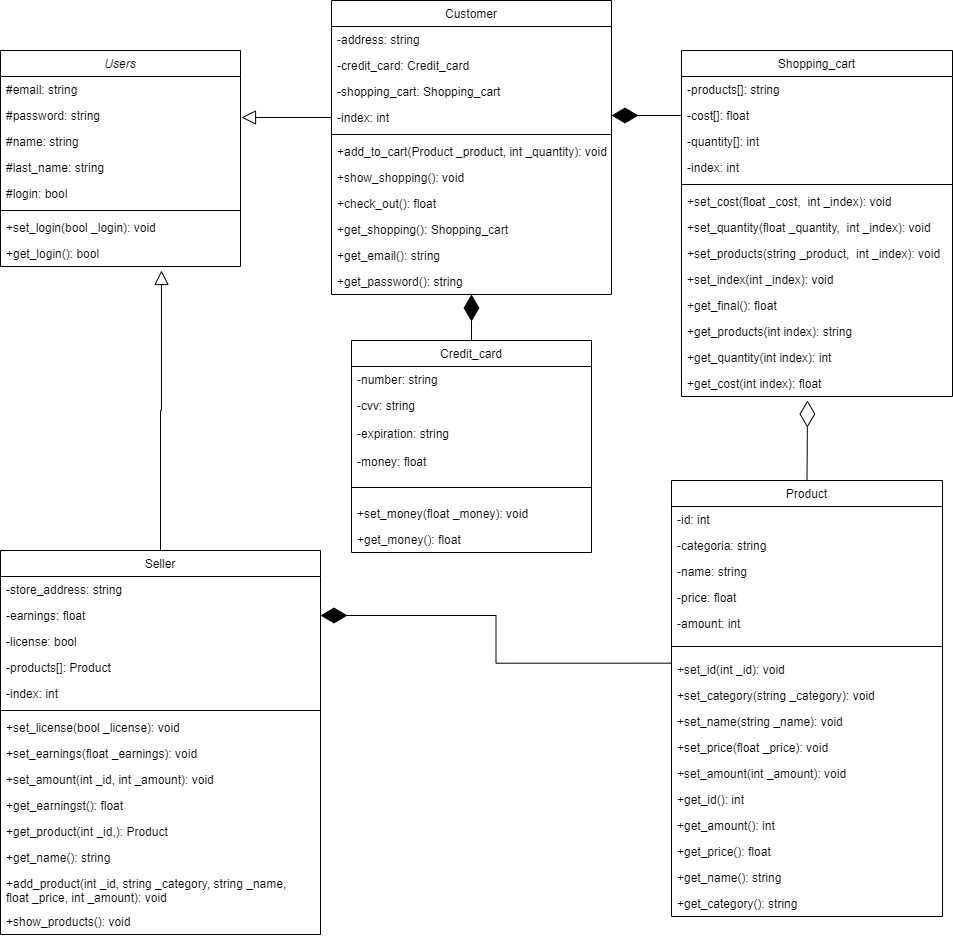 Customer
-address: string
-credit_card: Credit_card
-shopping_cart: Shopping_cart
-index: int
+add_to_cart(Product _product, int _quantity): void
+show_shopping(): void
+check_out(): float
+get_shopping(): Shopping_cart
+get_email(): string
+get_password(): string
Users
#email: string
#password: string
#name: string
#last_name: string
#login: bool
+set_login(bool _login): void
+get_login(): bool
Shopping_cart
-products[]: string
-cost[]: float
-quantity[]: int
-index: int
+set_cost(float _cost, int _index): void
+set_quantity(float _quantity, int _index): void
+set_products(string _product, int _index): void
+set_index(int _index): void
+get_final(): float
+get_products(int index): string
+get_quantity(int index): int
+get_cost(int index): float
Credit_card
-number: string
-cvv: string
-expiration: string
-money: float
+set_money(float _money): void
+get_money(): float
Seller
-store_address: string
-earnings: float
-license: bool
-products[]: Product
-index: int
+set_license(bool _license): void
+set_earnings(float _earnings): void
+set_amount(int _id, int _amount): void
+get_earningst(): float
+get_product(int _id,): Product
+get_name(): string
+add_product(int _id, string _category, string _name,
float _price, int _amount): void
+show_products(): void
Product
-id: int
-categoria: string
-name: string
-price: float
-amount: int
+set_id(int _id): void
+set_category(string _category): void
+set_name(string _name): void
+set_price(float _price): void
+set_amount(int _amount): void
+get_id(): int
+get_amount(): int
+get_price(): float
+get_name(): string
+get_category(): string